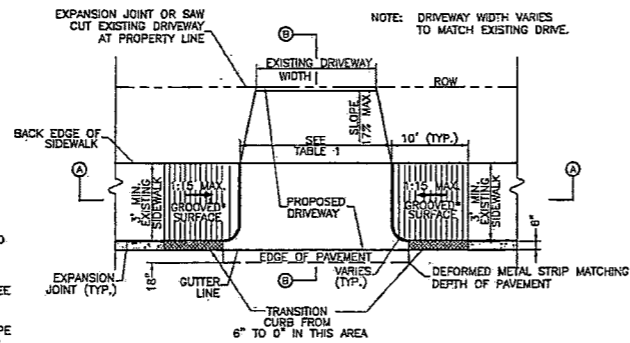 EXPANSION JOINT OR SAW
CUT EXISTING DRIVEWAY
AT PROPERTY LINE
B
NOTE: DRIVEWAY WIDTH VARIES
TO MATCH EXISTING DRIVE.
EXISTING DRIVEWAY
WIDTH
ROW
SLOPE
17% MAX.
BACK EDGE OF
SIDEWALK
SEE
TABLE 1
10' (TYP.)
A
A
3' MIN.
EXISTING
SIDEWALK
1:15 MAX.
GROOVED
SURFACE
PROPOSED
DRIVEWAY
1:15 MAX.
GROOVED
SURFACE
3' MIN.
EXISTING
SIDEWALK
6"
EXPANSION
JOINT (TYP.)
18"
GUTTER
LINE
EDGE OF PAVEMENT
B
VARIES
(TYP.)
DEFORMED METAL STRIP MATCHING
DEPTH OF PAVEMENT
TRANSITION
CURB FROM
6" TO 0" IN THIS AREA